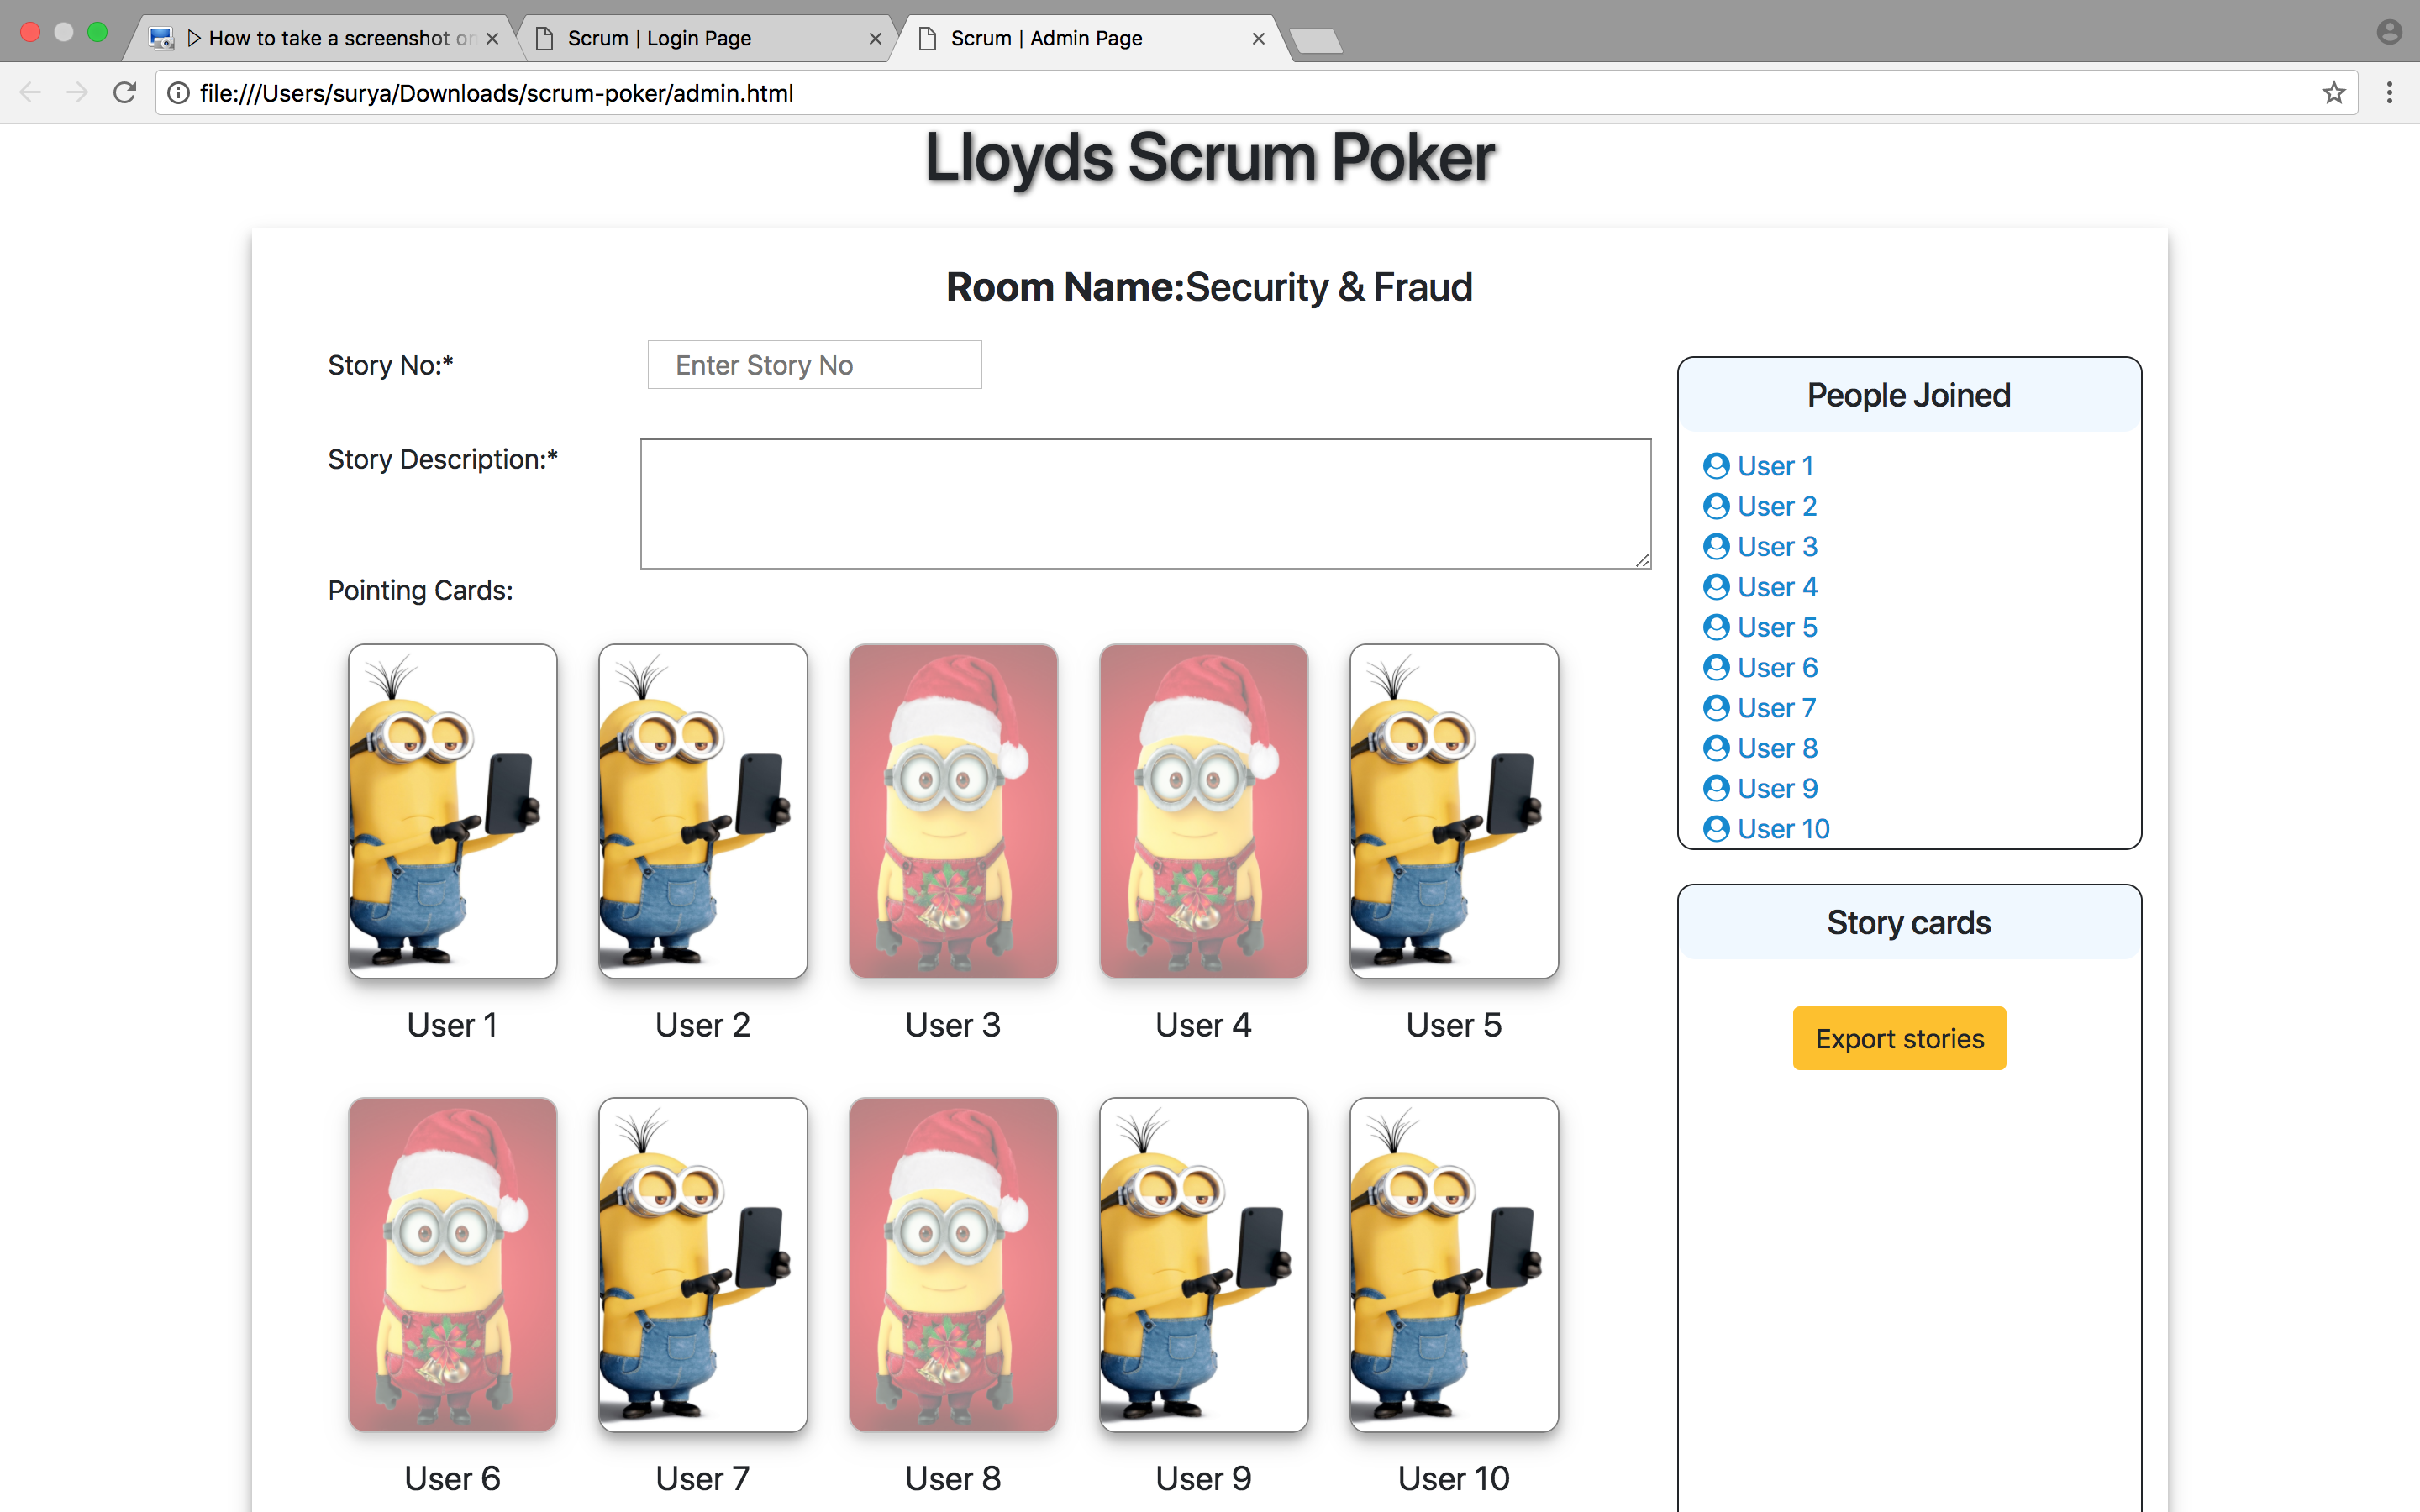 How to take a screenshot on
Scrum | Login Page
Scrum | Admin Page
file:///Users/surya/Downloads/scrum-poker/admin.html
Lloyds Scrum Poker
Room Name:Security & Fraud
Story No:*
Enter Story No
Story Description:*
Pointing Cards:
User 1
User 2
User 3
User 4
User 5
User 6
User 7
User 8
User 9
User 10
People Joined
User 1
User 2
User 3
User 4
User 5
User 6
User 7
User 8
User 9
User 10
Story cards
Export stories